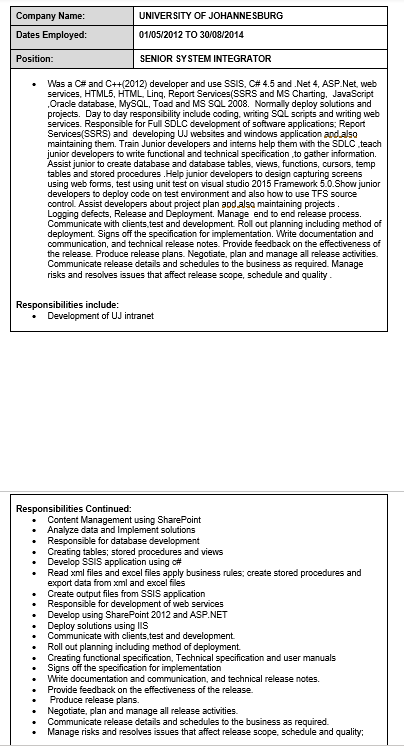 Company Name: UNIVERSITY OF JOHANNESBURG
Dates Employed: 01/05/2012 TO 30/08/2014
Position: SENIOR SYSTEM INTEGRATOR
• Was a C# and C++(2012) developer and use SSIS, C# 4.5 and .Net 4, ASP.Net, web
services, HTML5, HTML, Linq, Report Services(SSRS and MS Charting, JavaScript
,Oracle database, MySQL, Toad and MS SQL 2008. Normally deploy solutions and
projects. Day to day responsibility include coding, writing SQL scripts and writing web
services. Responsible for Full SDLC development of software applications; Report
Services(SSRS) and developing UJ websites and windows application and also
maintaining them. Train Junior developers and interns help them with the SDLC ,teach
junior developers to write functional and technical specification ,to gather information.
Assist junior to create database and database tables, views, functions, cursors, temp
tables and stored procedures .Help junior developers to design capturing screens
using web forms, test using unit test on visual studio 2015 Framework 5.0.Show junior
developers to deploy code on test environment and also how to use TFS source
control. Assist developers about project plan and also maintaining projects .
Logging defects, Release and Deployment. Manage end to end release process.
Communicate with clients,test and development. Roll out planning including method of
deployment. Signs off the specification for implementation. Write documentation and
communication, and technical release notes. Provide feedback on the effectiveness of
the release. Produce release plans. Negotiate, plan and manage all release activities.
Communicate release details and schedules to the business as required. Manage
risks and resolves issues that affect release scope, schedule and quality .
Responsibilities include:
• Development of UJ intranet
Responsibilities Continued:
• Content Management using SharePoint
• Analyze data and Implement solutions
• Responsible for database development
• Creating tables; stored procedures and views
• Develop SSIS application using c#
• Read xml files and excel files apply business rules; create stored procedures and
export data from xml and excel files
• Create output files from SSIS application
• Responsible for development of web services
• Develop using SharePoint 2012 and ASP.NET
• Deploy solutions using IIS
• Communicate with clients,test and development.
• Roll out planning including method of deployment.
• Creating functional specification, Technical specification and user manuals
• Signs off the specification for implementation
• Write documentation and communication, and technical release notes.
• Provide feedback on the effectiveness of the release.
• Produce release plans.
• Negotiate, plan and manage all release activities.
• Communicate release details and schedules to the business as required.
• Manage risks and resolves issues that affect release scope, schedule and quality;